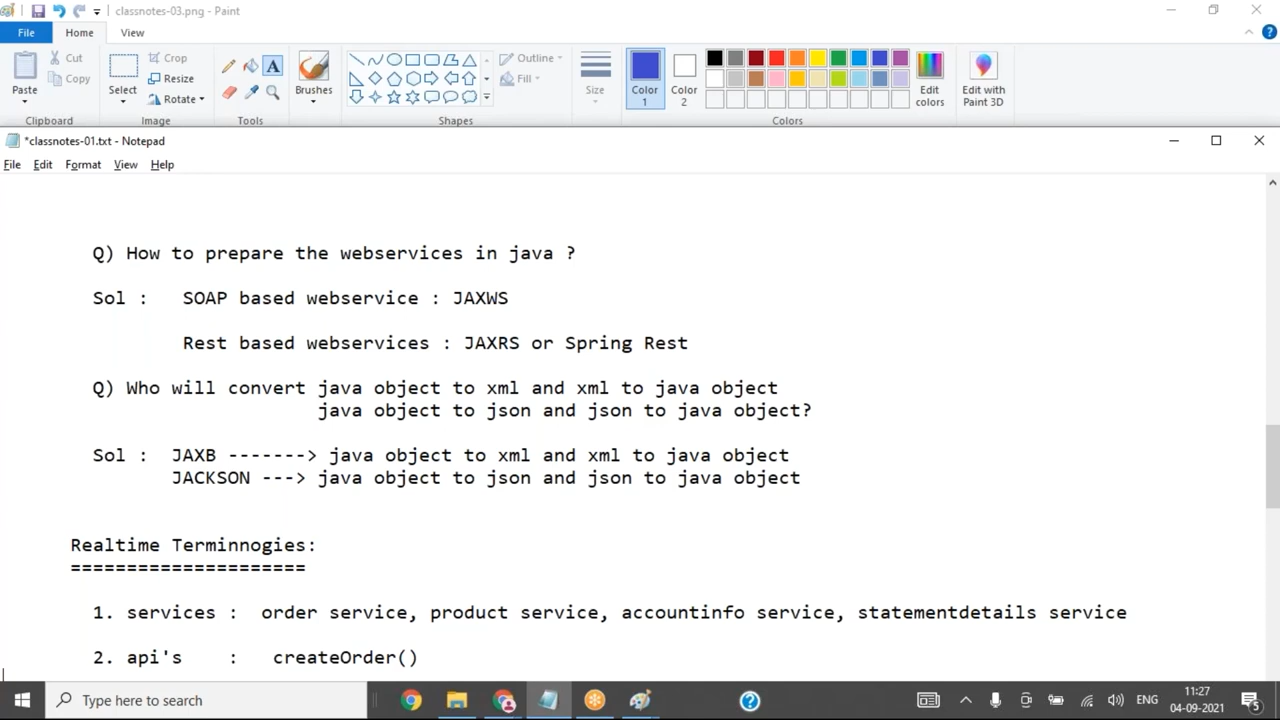 classnotes-03.png - Paint
File
Home
View
Paste
Cut
Copy
Clipboard
Select
Crop
Resize
Rotate
Image
A
Tools
Brushes
Shapes
Outline
Fill
Size
Color 1
Color 2
Edit colors
Colors
Edit with Paint 3D
*classnotes-01.txt - Notepad
File Edit Format View Help
Q) How to prepare the webservices in java ?
Sol : SOAP based webservice : JAXWS
Rest based webservices : JAXRS or Spring Rest
Q) Who will convert java object to xml and xml to java object
java object to json and json to java object?
Sol : JAXB -------> java object to xml and xml to java object
JACKSON ---> java object to json and json to java object
Realtime Terminnogies:
=====================
1. services : order service, product service, accountinfo service, statementdetails service
2. api's : createOrder()
Type here to search
ENG
11:27
04-09-2021
5